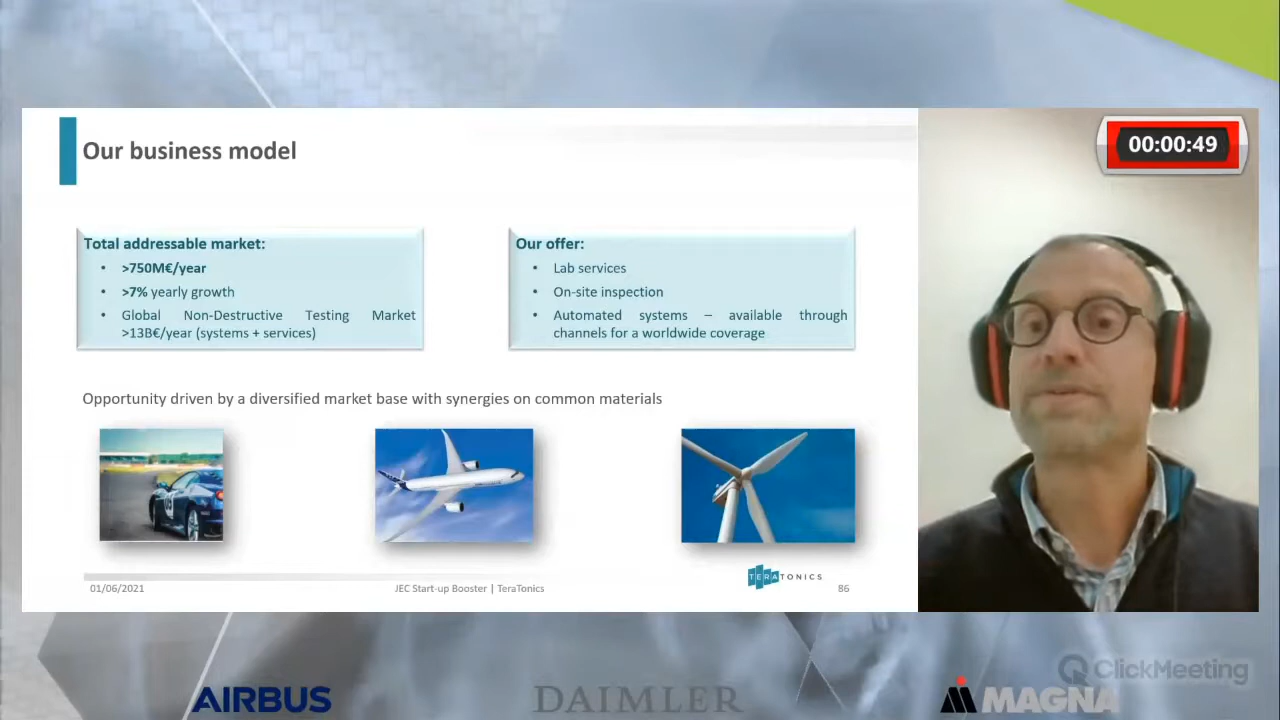 00:00:49
Our business model
Total addressable market:
• >750M€/year
• >7% yearly growth
• Global Non-Destructive Testing Market
>13B€/year (systems + services)
Our offer:
• Lab services
• On-site inspection
• Automated systems – available through
channels for a worldwide coverage
Opportunity driven by a diversified market base with synergies on common materials
TERATONICS
01/06/2021
JEC Start-up Booster | TeraTonics
86
ClickMeeting
AIRBUS
DAIMLER
MAGNA